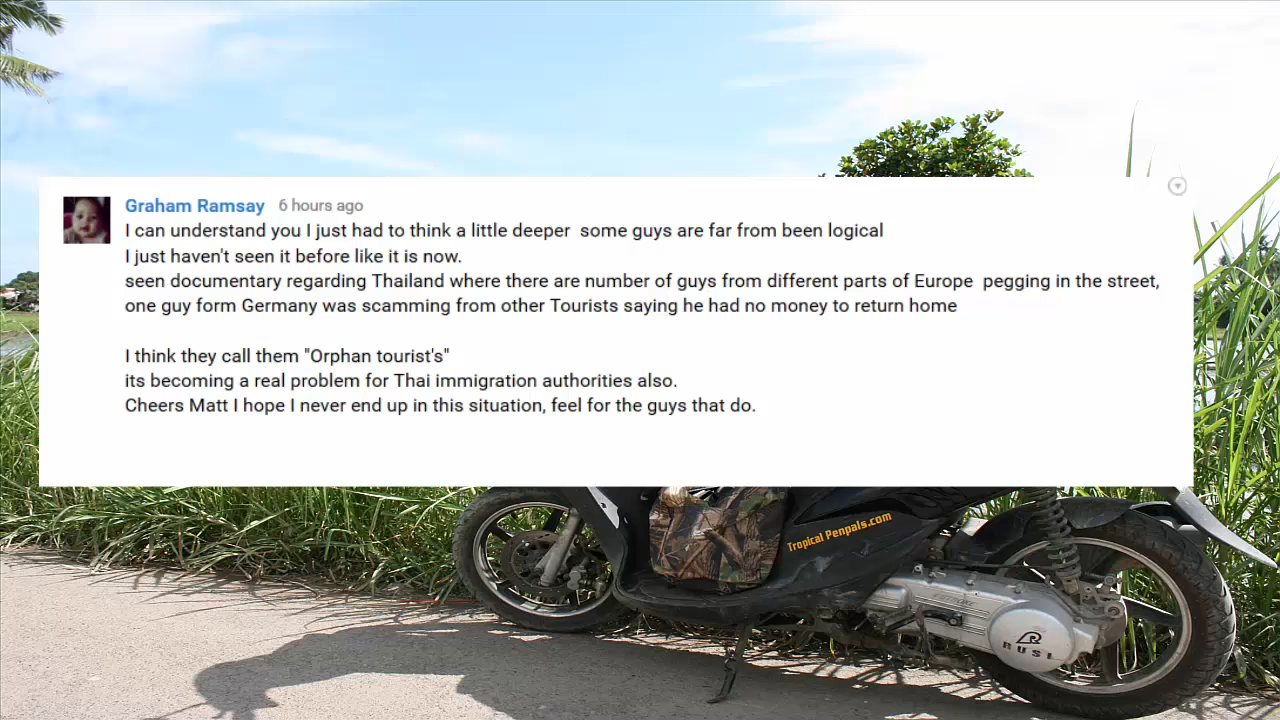 Graham Ramsay 6 hours ago
I can understand you I just had to think a little deeper  some guys are far from been logical
I just haven't seen it before like it is now.
seen documentary regarding Thailand where there are number of guys from different parts of Europe  pegging in the street,
one guy form Germany was scamming from other Tourists saying he had no money to return home
I think they call them "Orphan tourist's"
its becoming a real problem for Thai immigration authorities also.
Cheers Matt I hope I never end up in this situation, feel for the guys that do.
Tropical Penpals.com
RUSI